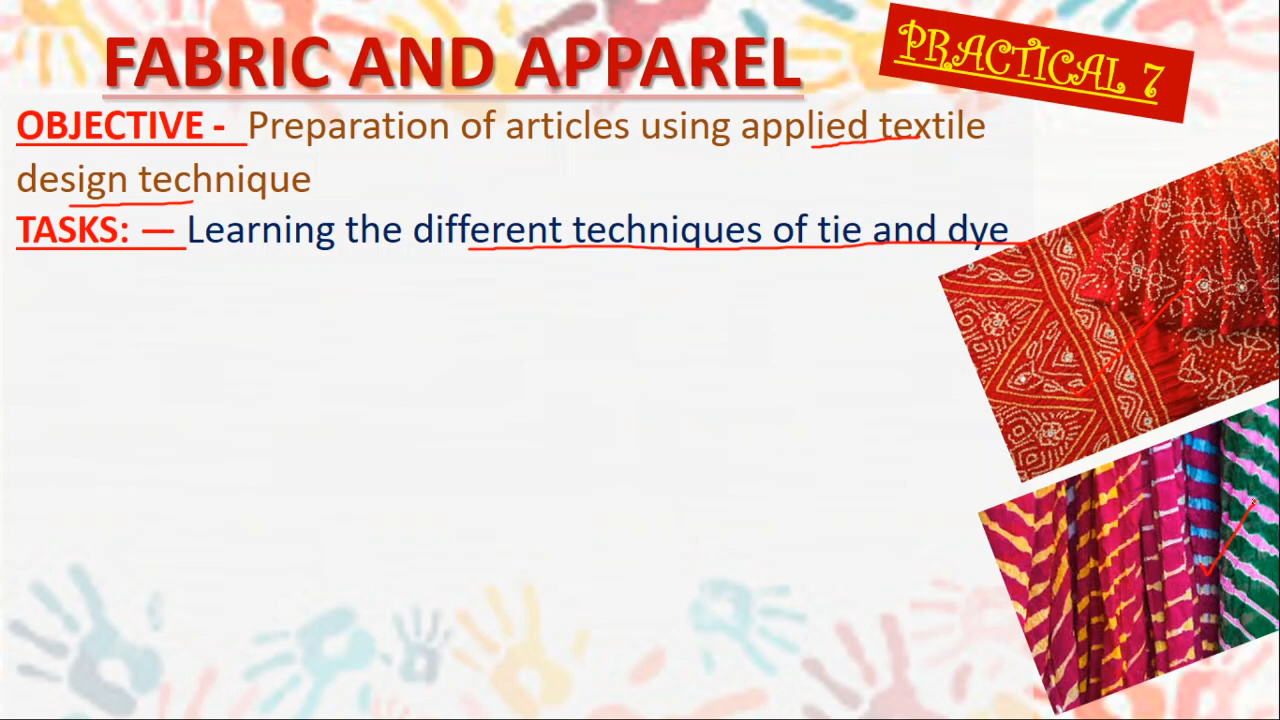 FABRIC AND APPAREL
PRACTICAL 7
OBJECTIVE - Preparation of articles using applied textile
design technique
TASKS: — Learning the different techniques of tie and dye